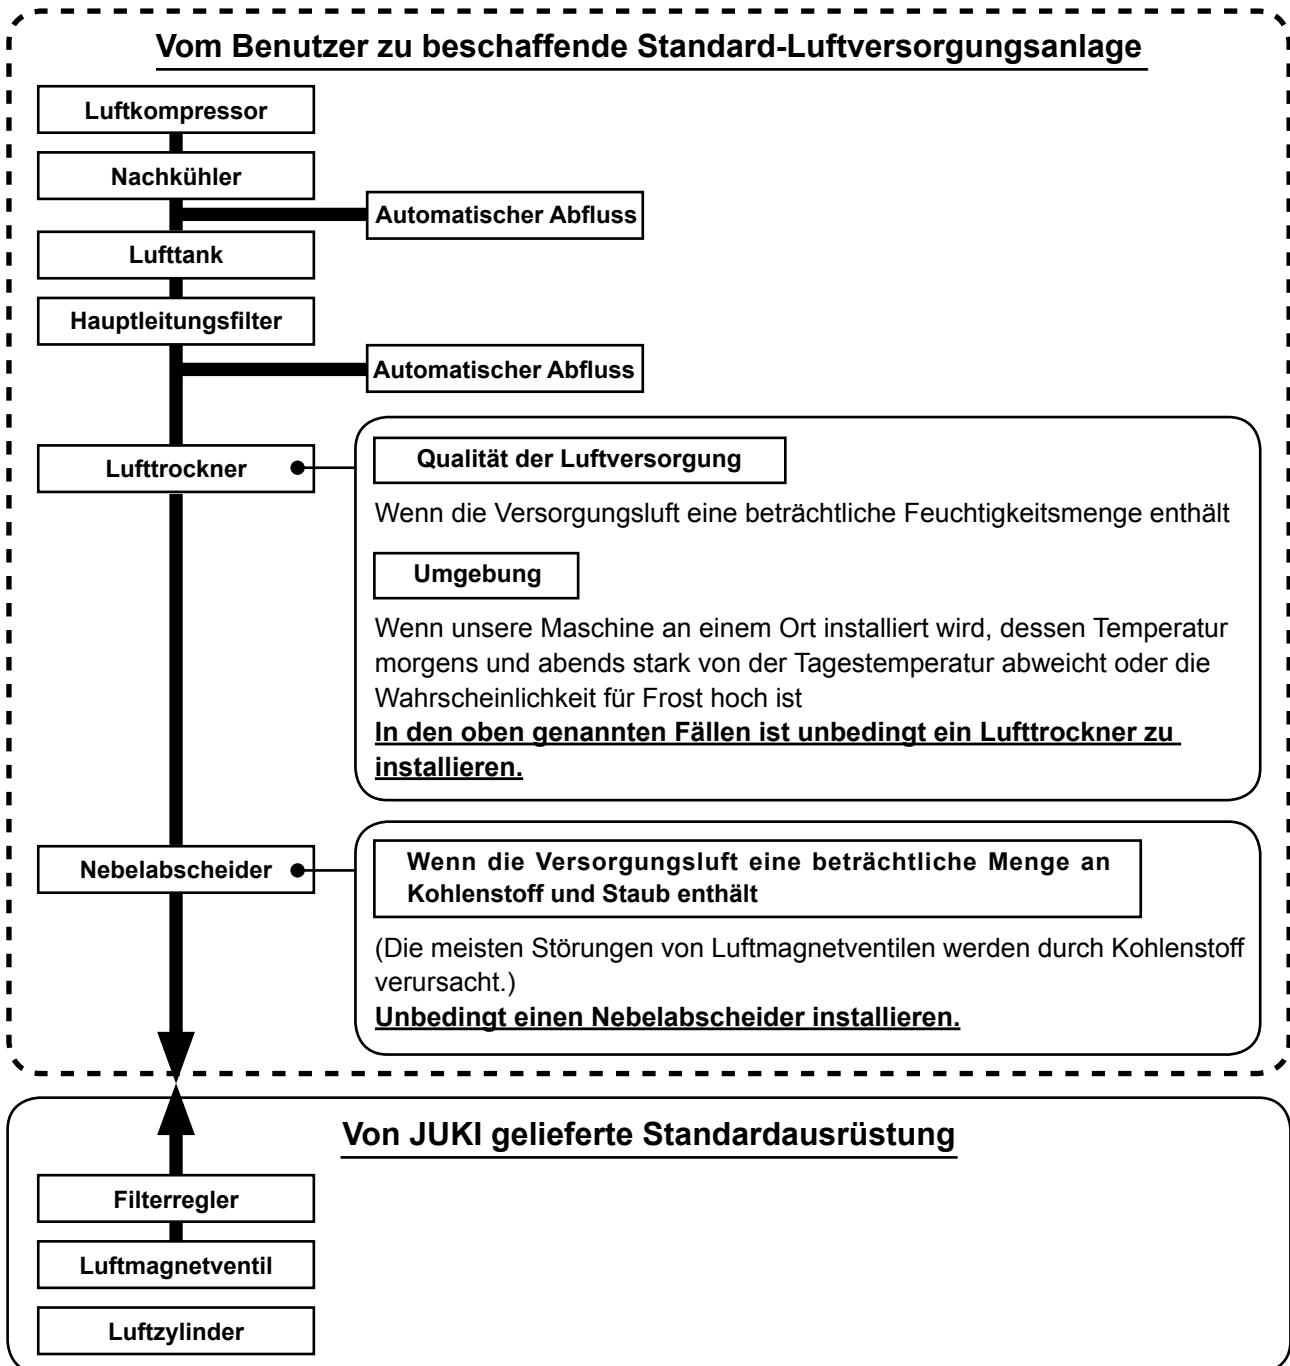 Vom Benutzer zu beschaffende Standard-Luftversorgungsanlage
Luftkompressor
Nachkühler
Automatischer Abfluss
Lufttank
Hauptleitungsfilter
Automatischer Abfluss
Lufttrockner
Qualität der Luftversorgung
Wenn die Versorgungsluft eine beträchtliche Feuchtigkeitsmenge enthält
Umgebung
Wenn unsere Maschine an einem Ort installiert wird, dessen Temperatur
morgens und abends stark von der Tagestemperatur abweicht oder die
Wahrscheinlichkeit für Frost hoch ist
In den oben genannten Fällen ist unbedingt ein Lufttrockner zu
installieren.
Nebelabscheider
Wenn die Versorgungsluft eine beträchtliche Menge an
Kohlenstoff und Staub enthält
(Die meisten Störungen von Luftmagnetventilen werden durch Kohlenstoff
verursacht.)
Unbedingt einen Nebelabscheider installieren.
Von JUKI gelieferte Standardausrüstung
Filterregler
Luftmagnetventil
Luftzylinder